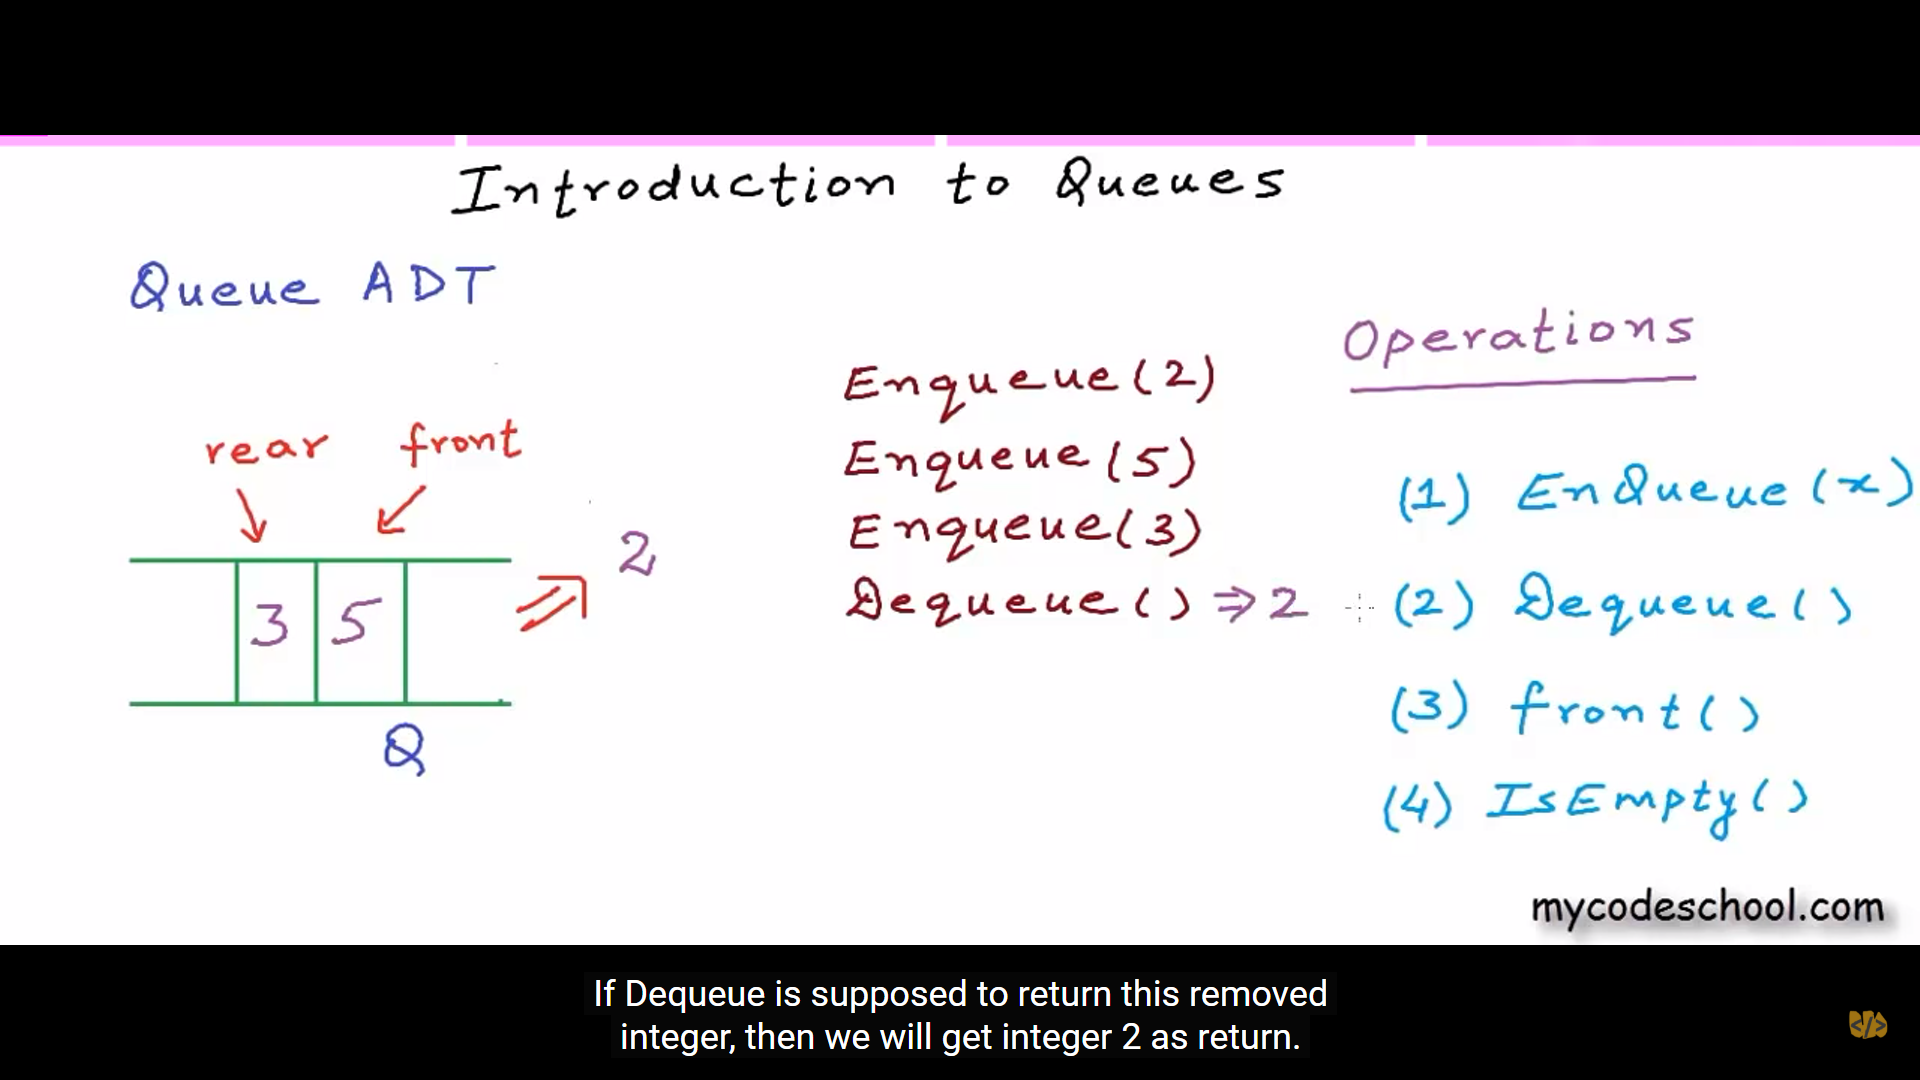 Introduction to Queues
Queue ADT
Operations
rear front
3 5
2
Q
Enqueue(2)
Enqueue(5)
Enqueue(3)
Dequeue() ⇒ 2
(1) EnQueue(x)
(2) Dequeue()
(3) front()
(4) IsEmpty()
mycodeschool.com
If Dequeue is supposed to return this removed
integer, then we will get integer 2 as return.